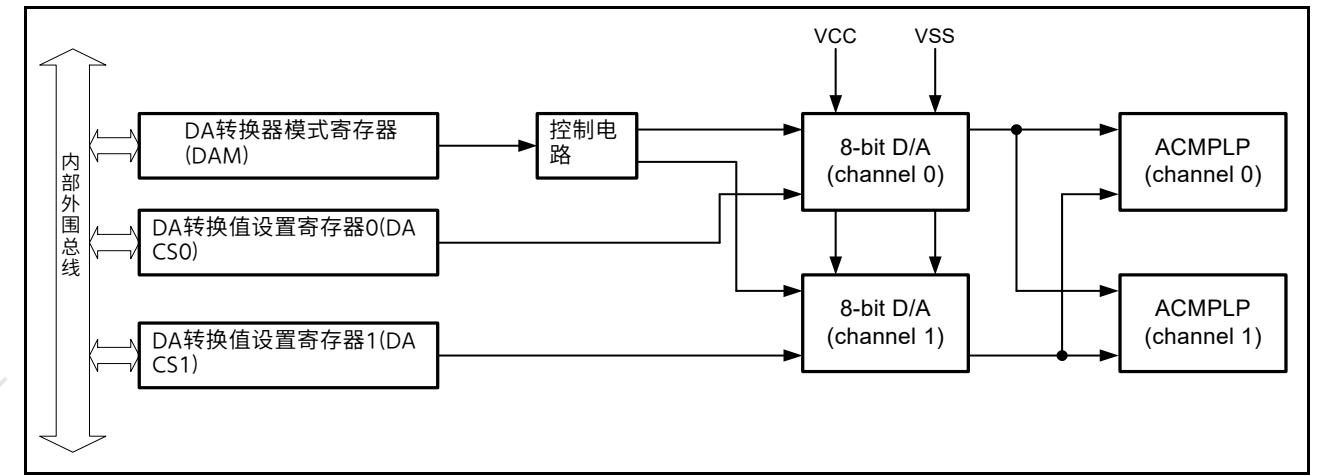 VCC
VSS
内部外围总线
DA转换器模式寄存器
(DAM)
控制电
路
8-bit D/A
(channel 0)
ACMPLP
(channel 0)
DA转换值设置寄存器0(DA
CS0)
8-bit D/A
(channel 1)
ACMPLP
(channel 1)
DA转换值设置寄存器1(DA
CS1)